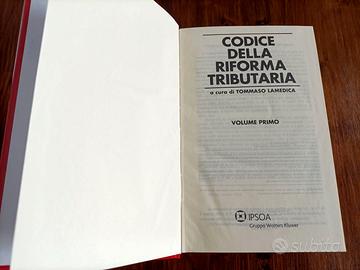 CODICE
DELLA
RIFORMA
TRIBUTARIA
a cura di TOMMASO LAMEDICA
VOLUME PRIMO
IPSOA
Gruppo Wolters Kluwer
subito